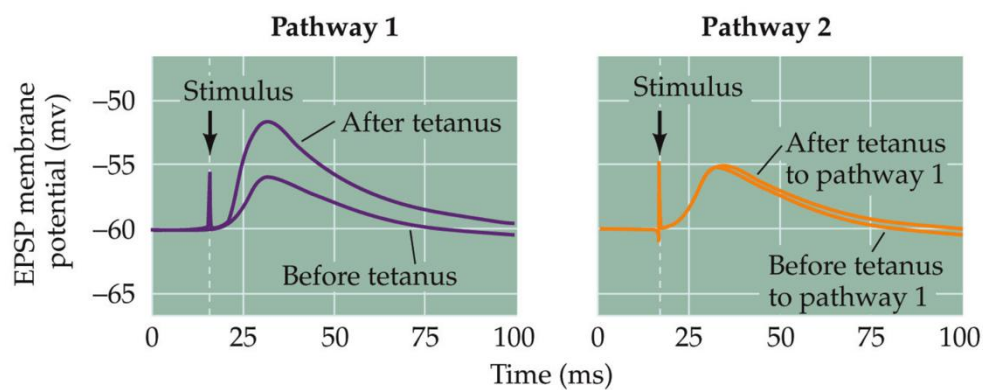 Pathway 1
Pathway 2
EPSP membrane
potential (mv)
−50
−55
−60
−65
Stimulus
After tetanus
Before tetanus
0
25
50
75
100
Stimulus
After tetanus
to pathway 1
Before tetanus
to pathway 1
0
25
50
75
100
Time (ms)